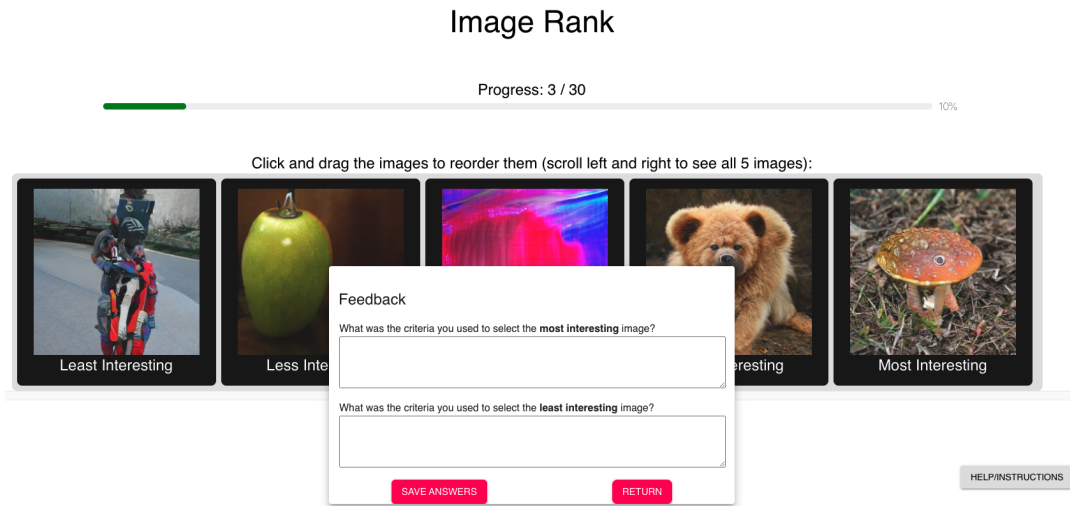 Image Rank
Progress: 3 / 30
10%
Click and drag the images to reorder them (scroll left and right to see all 5 images):
Least Interesting
Less Inte
eresting
Most Interesting
Feedback
What was the criteria you used to select the most interesting image?
What was the criteria you used to select the least interesting image?
SAVE ANSWERS
RETURN
HELP/INSTRUCTIONS